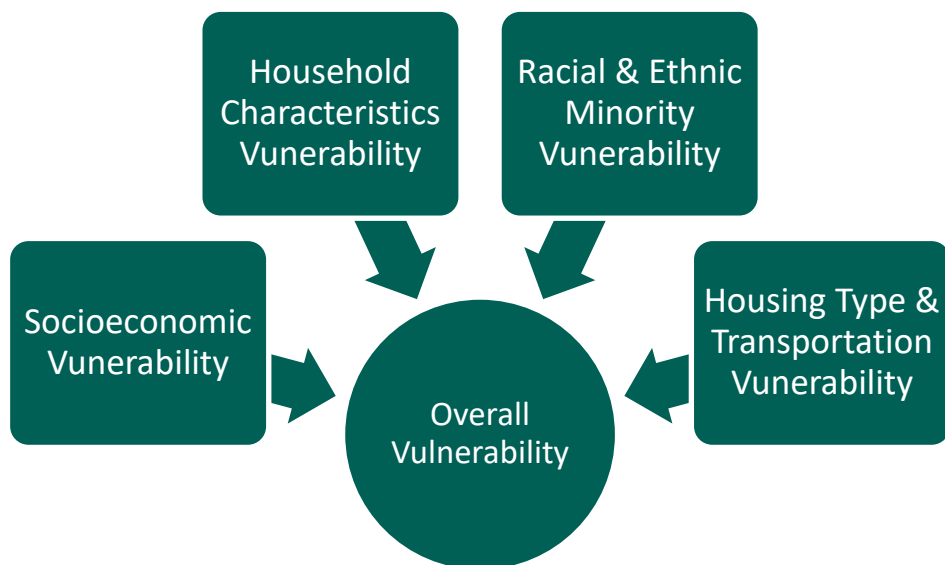 Household
Characteristics
Vunerability
Racial & Ethnic
Minority
Vunerability
Socioeconomic
Vunerability
Housing Type &
Transportation
Vunerability
Overall
Vulnerability